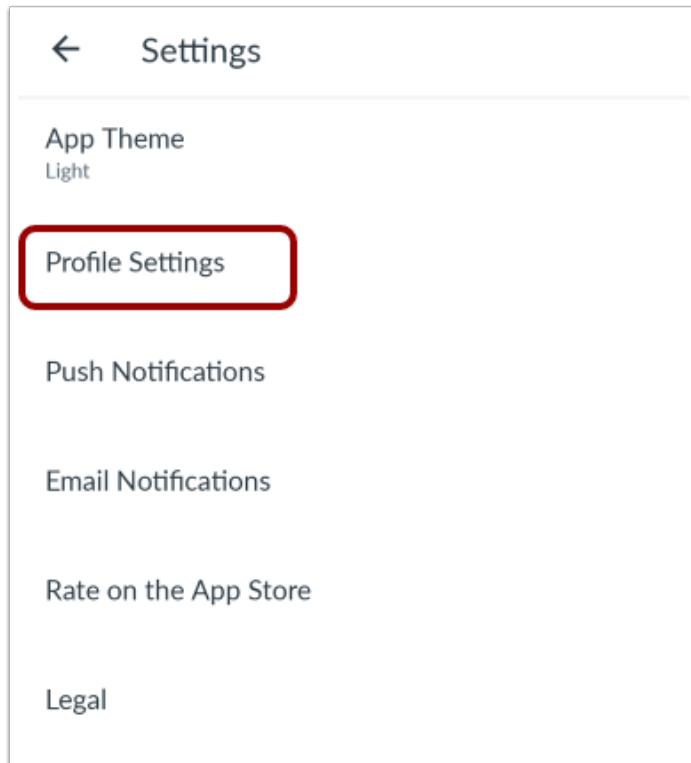 Settings
App Theme
Light
Profile Settings
Push Notifications
Email Notifications
Rate on the App Store
Legal